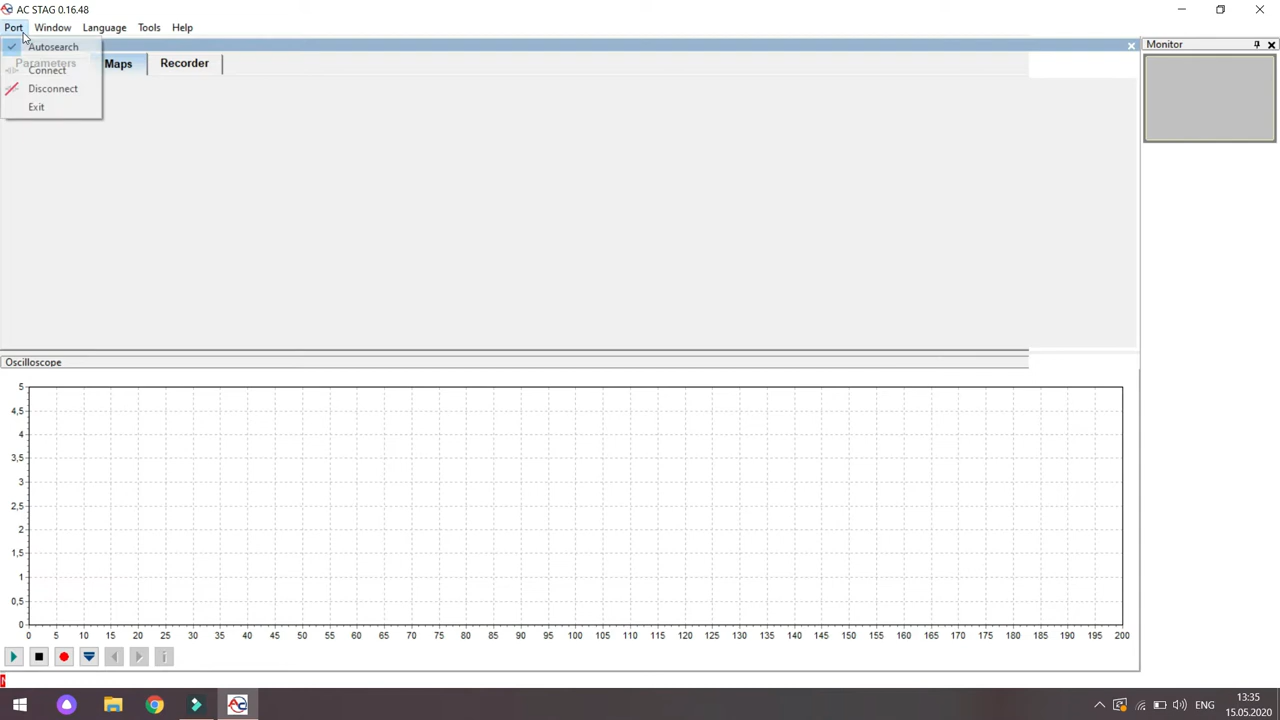 AC STAG 0.16.48
Port Window Language Tools Help
Autosearch
Connect
Disconnect
Exit
Parameters Maps Recorder
Monitor
Oscilloscope
5
4,5
4
3,5
3
2,5
2
1,5
1
0,5
0
0 5 10 15 20 25 30 35 40 45 50 55 60 65 70 75 80 85 90 95 100 105 110 115 120 125 130 135 140 145 150 155 160 165 170 175 180 185 190 195 200
ENG
13:35
15.05.2020